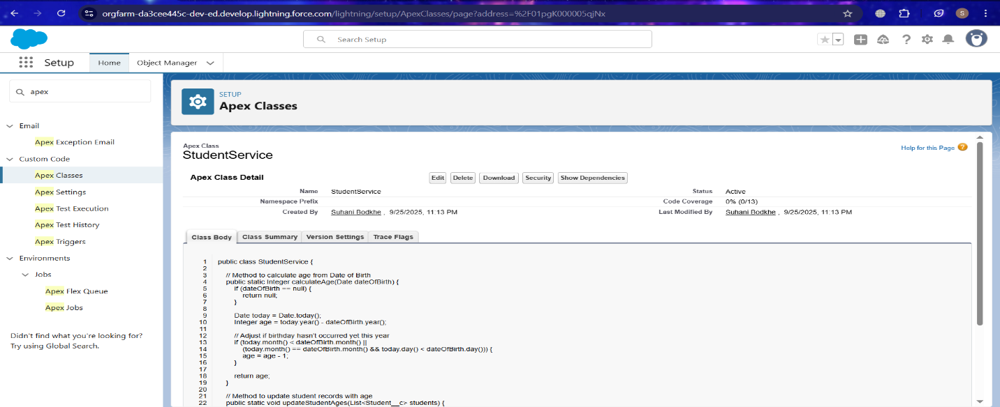 orgfarm-da3cee445c-dev-ed.develop.lightning.force.com/lightning/setup/ApexClasses/page?address=%2F01pgK000005qjNx
S
Search Setup
Setup
Home
Object Manager
apex
Email
Apex Exception Email
Custom Code
Apex Classes
Apex Settings
Apex Test Execution
Apex Test History
Apex Triggers
Environments
Jobs
Apex Flex Queue
Apex Jobs
Didn't find what you're looking for?
Try using Global Search.
SETUP
Apex Classes
Apex Class
StudentService
Help for this Page ?
Apex Class Detail Edit Delete Download Security Show Dependencies
Name StudentService Status Active
Namespace Prefix Code Coverage 0% (0/13)
Created By Suhani Bodkhe , 9/25/2025, 11:13 PM Last Modified By Suhani Bodkhe , 9/25/2025, 11:13 PM
Class Body Class Summary Version Settings Trace Flags
1 public class StudentService {
2
3 // Method to calculate age from Date of Birth
4 public static Integer calculateAge(Date dateOfBirth) {
5 if (dateOfBirth == null) {
6 return null;
7 }
8
9 Date today = Date.today();
10 Integer age = today.year() - dateOfBirth.year();
11
12 // Adjust if birthday hasn't occurred yet this year
13 if (today.month() < dateOfBirth.month() ||
14 (today.month() == dateOfBirth.month() && today.day() < dateOfBirth.day())) {
15 age = age - 1;
16 }
17
18 return age;
19 }
20
21 // Method to update student records with age
22 public static void updateStudentAges(List<Student__c> students) {